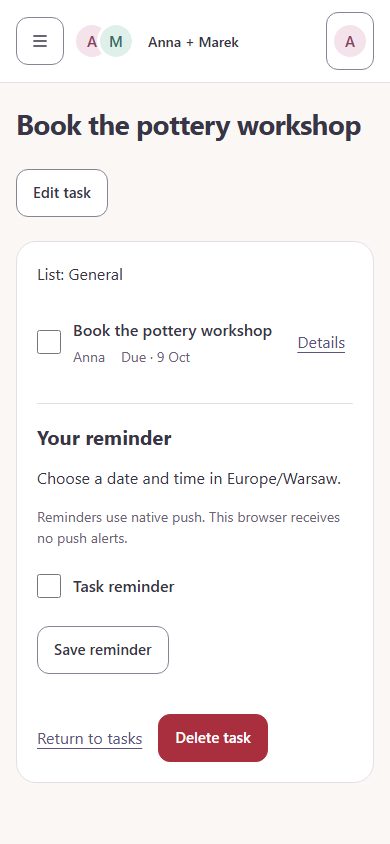 A M Anna + Marek A
Book the pottery workshop
Edit task
List: General
Book the pottery workshop
Anna Due · 9 Oct
Details
Your reminder
Choose a date and time in Europe/Warsaw.
Reminders use native push. This browser receives
no push alerts.
Task reminder
Save reminder
Return to tasks Delete task